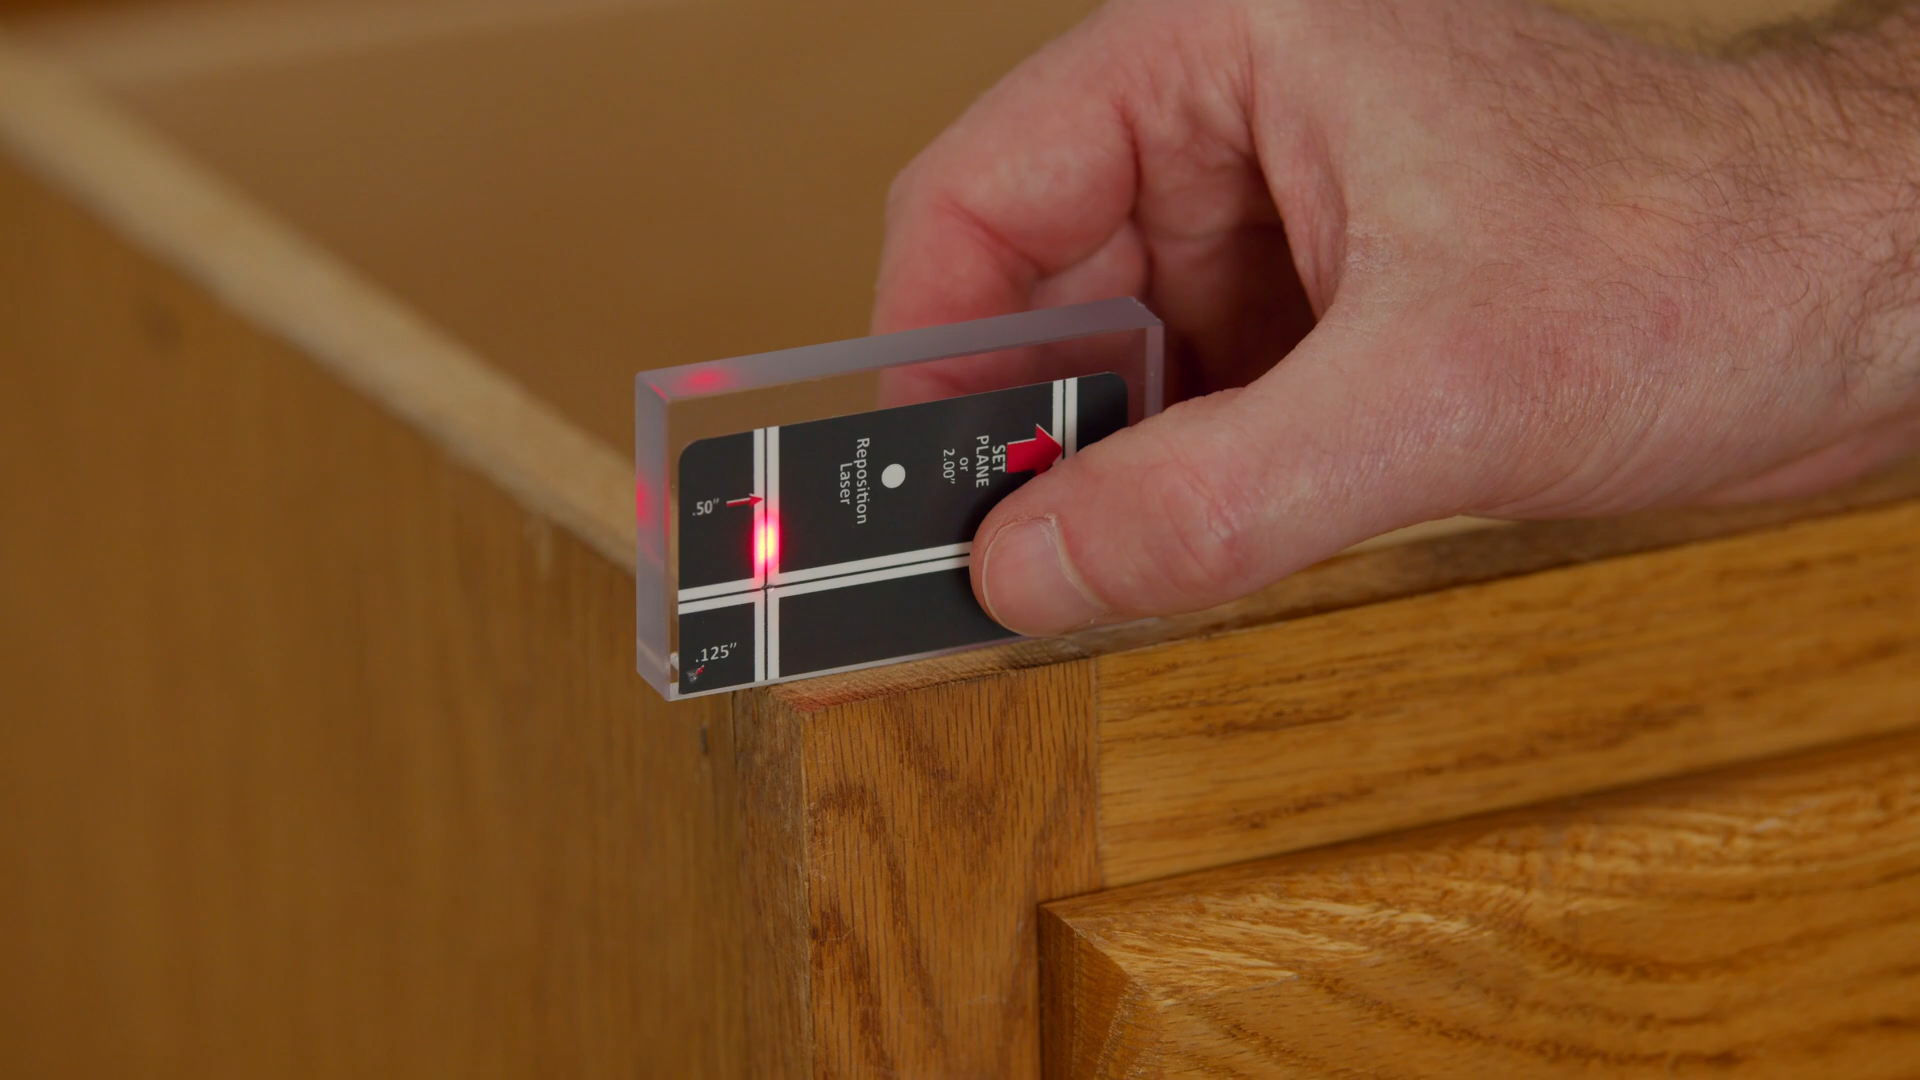 .50"
Reposition
Laser
SET
PLANE
or
2.00"
.125"